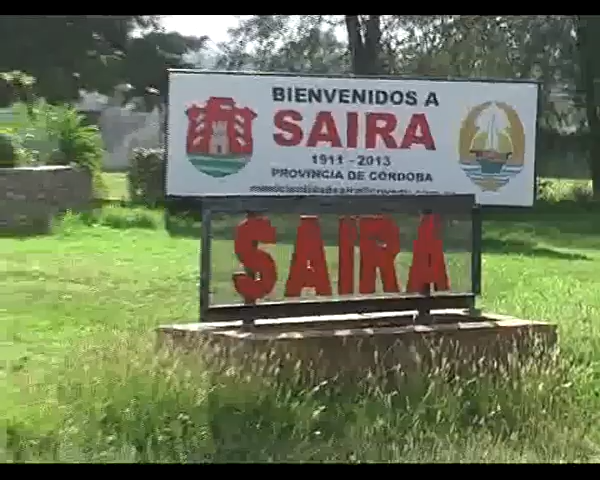 BIENVENIDOS A
SAIRA
1911 - 2013
PROVINCIA DE CÓRDOBA
SAIRA